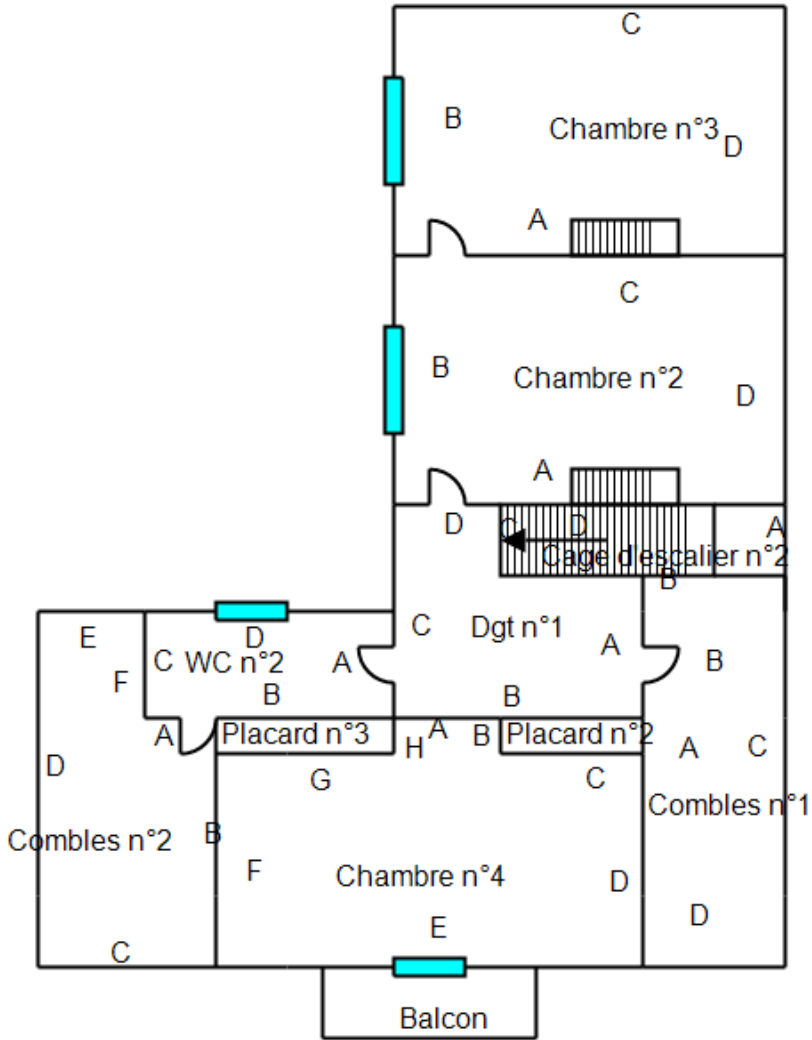 C
B
Chambre n°3
D
A
C
B
Chambre n°2
D
A
D
C
D
A
Cage d'escalier n°2
B
E
D
C
Dgt n°1
A
C
WC n°2
A
B
F
B
B
A
Placard n°3
A
B
Placard n°2
H
A
C
D
G
C
Combles n°1
Combles n°2
B
F
Chambre n°4
D
E
D
C
Balcon